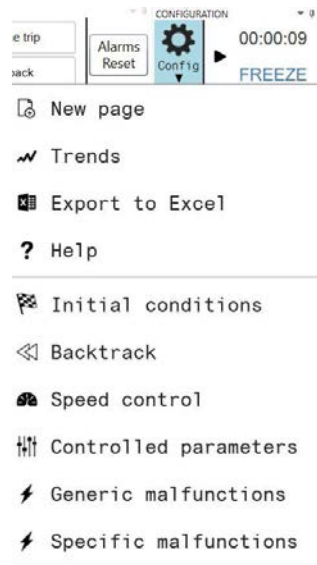 CONFIGURATION
e trip
Alarms
Reset
Config
00:00:09
back
FREEZE
New page
Trends
Export to Excel
Help
Initial conditions
Backtrack
Speed control
Controlled parameters
Generic malfunctions
Specific malfunctions